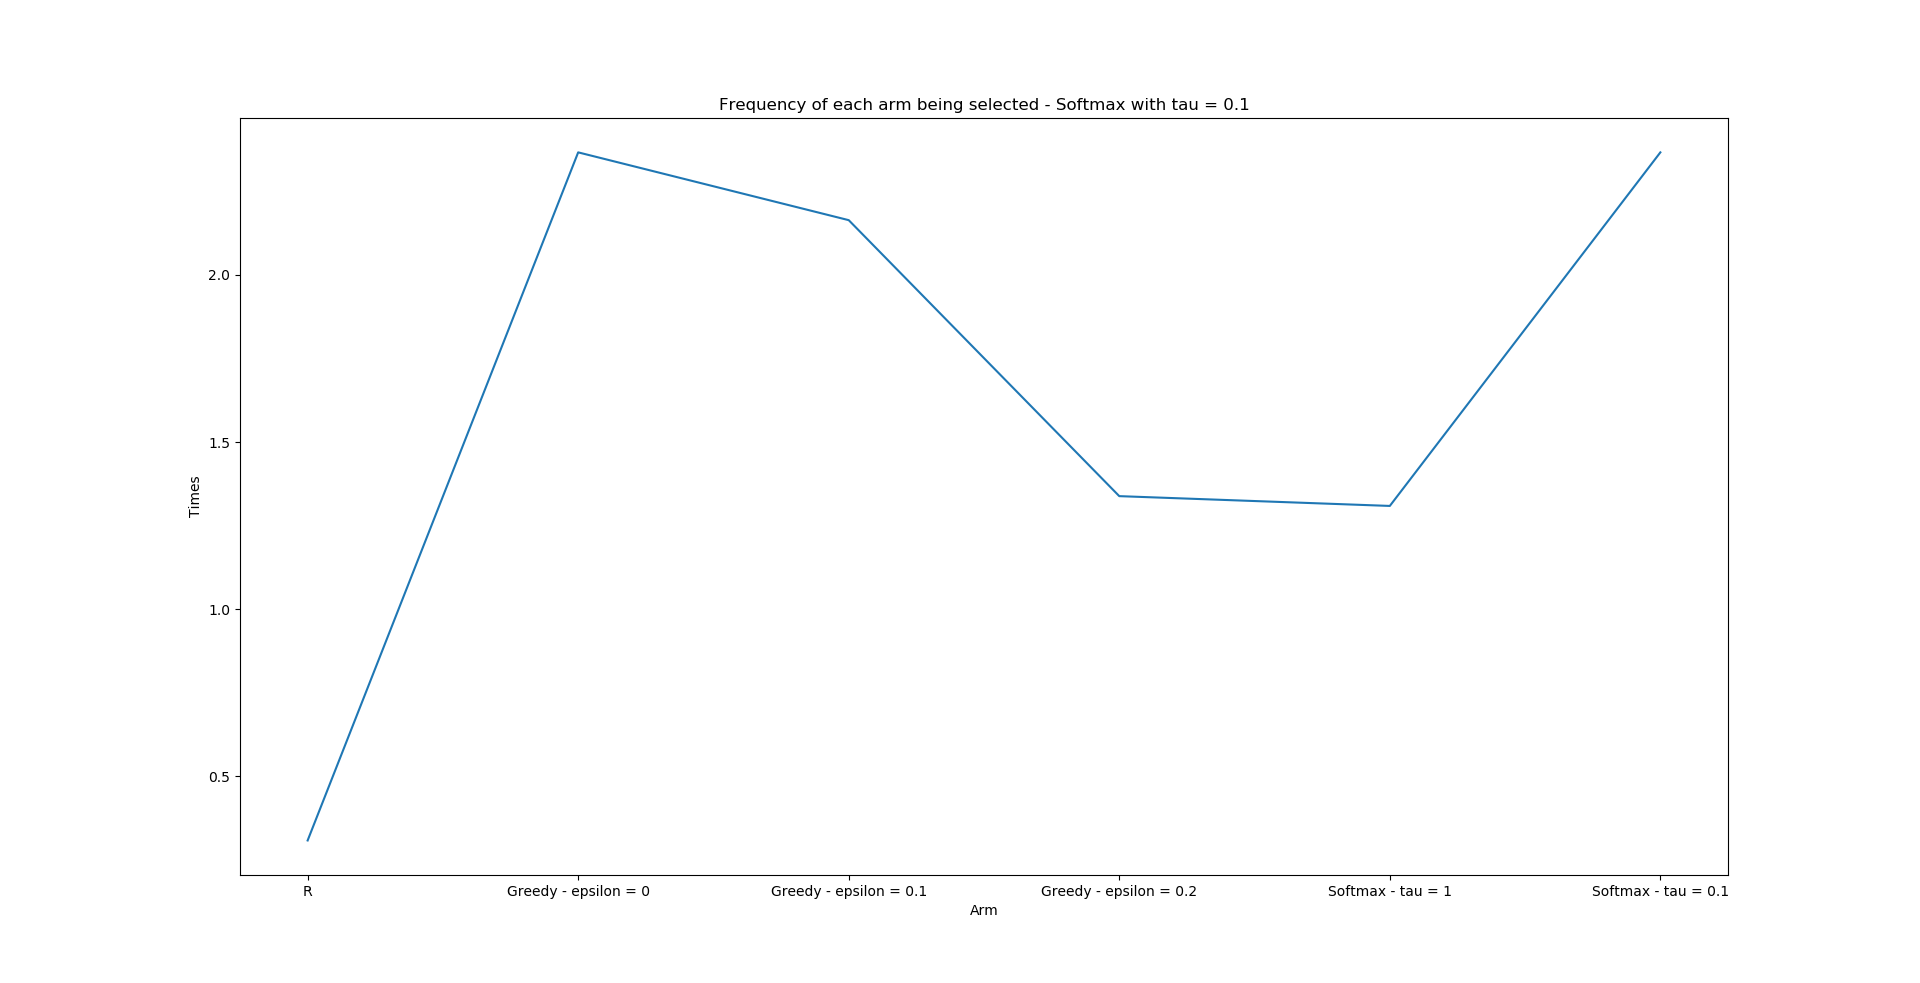 Frequency of each arm being selected - Softmax with tau = 0.1
2.0
1.5
1.0
0.5
Times
R Greedy - epsilon = 0 Greedy - epsilon = 0.1 Greedy - epsilon = 0.2 Softmax - tau = 1 Softmax - tau = 0.1
Arm